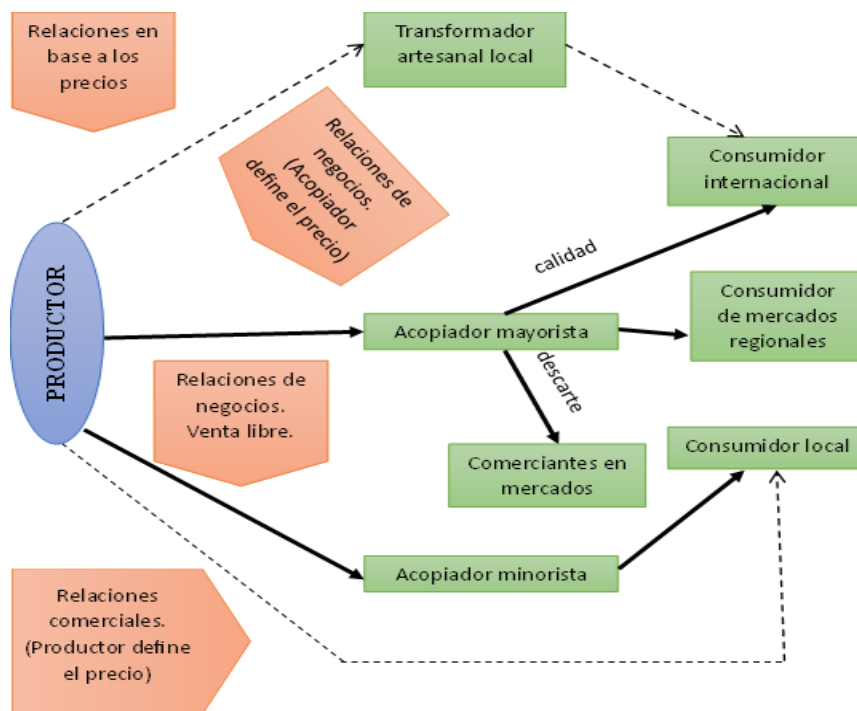 Relaciones en
base a los
precios
Transformador
artesanal local
Relaciones de
negocios.
(Acopiador
define el precio)
Consumidor
internacional
calidad
PRODUCTOR
Acopiador mayorista
Consumidor
de mercados
regionales
descarte
Relaciones de
negocios.
Venta libre.
Comerciantes en
mercados
Consumidor local
Acopiador minorista
Relaciones
comerciales.
(Productor define
el precio)